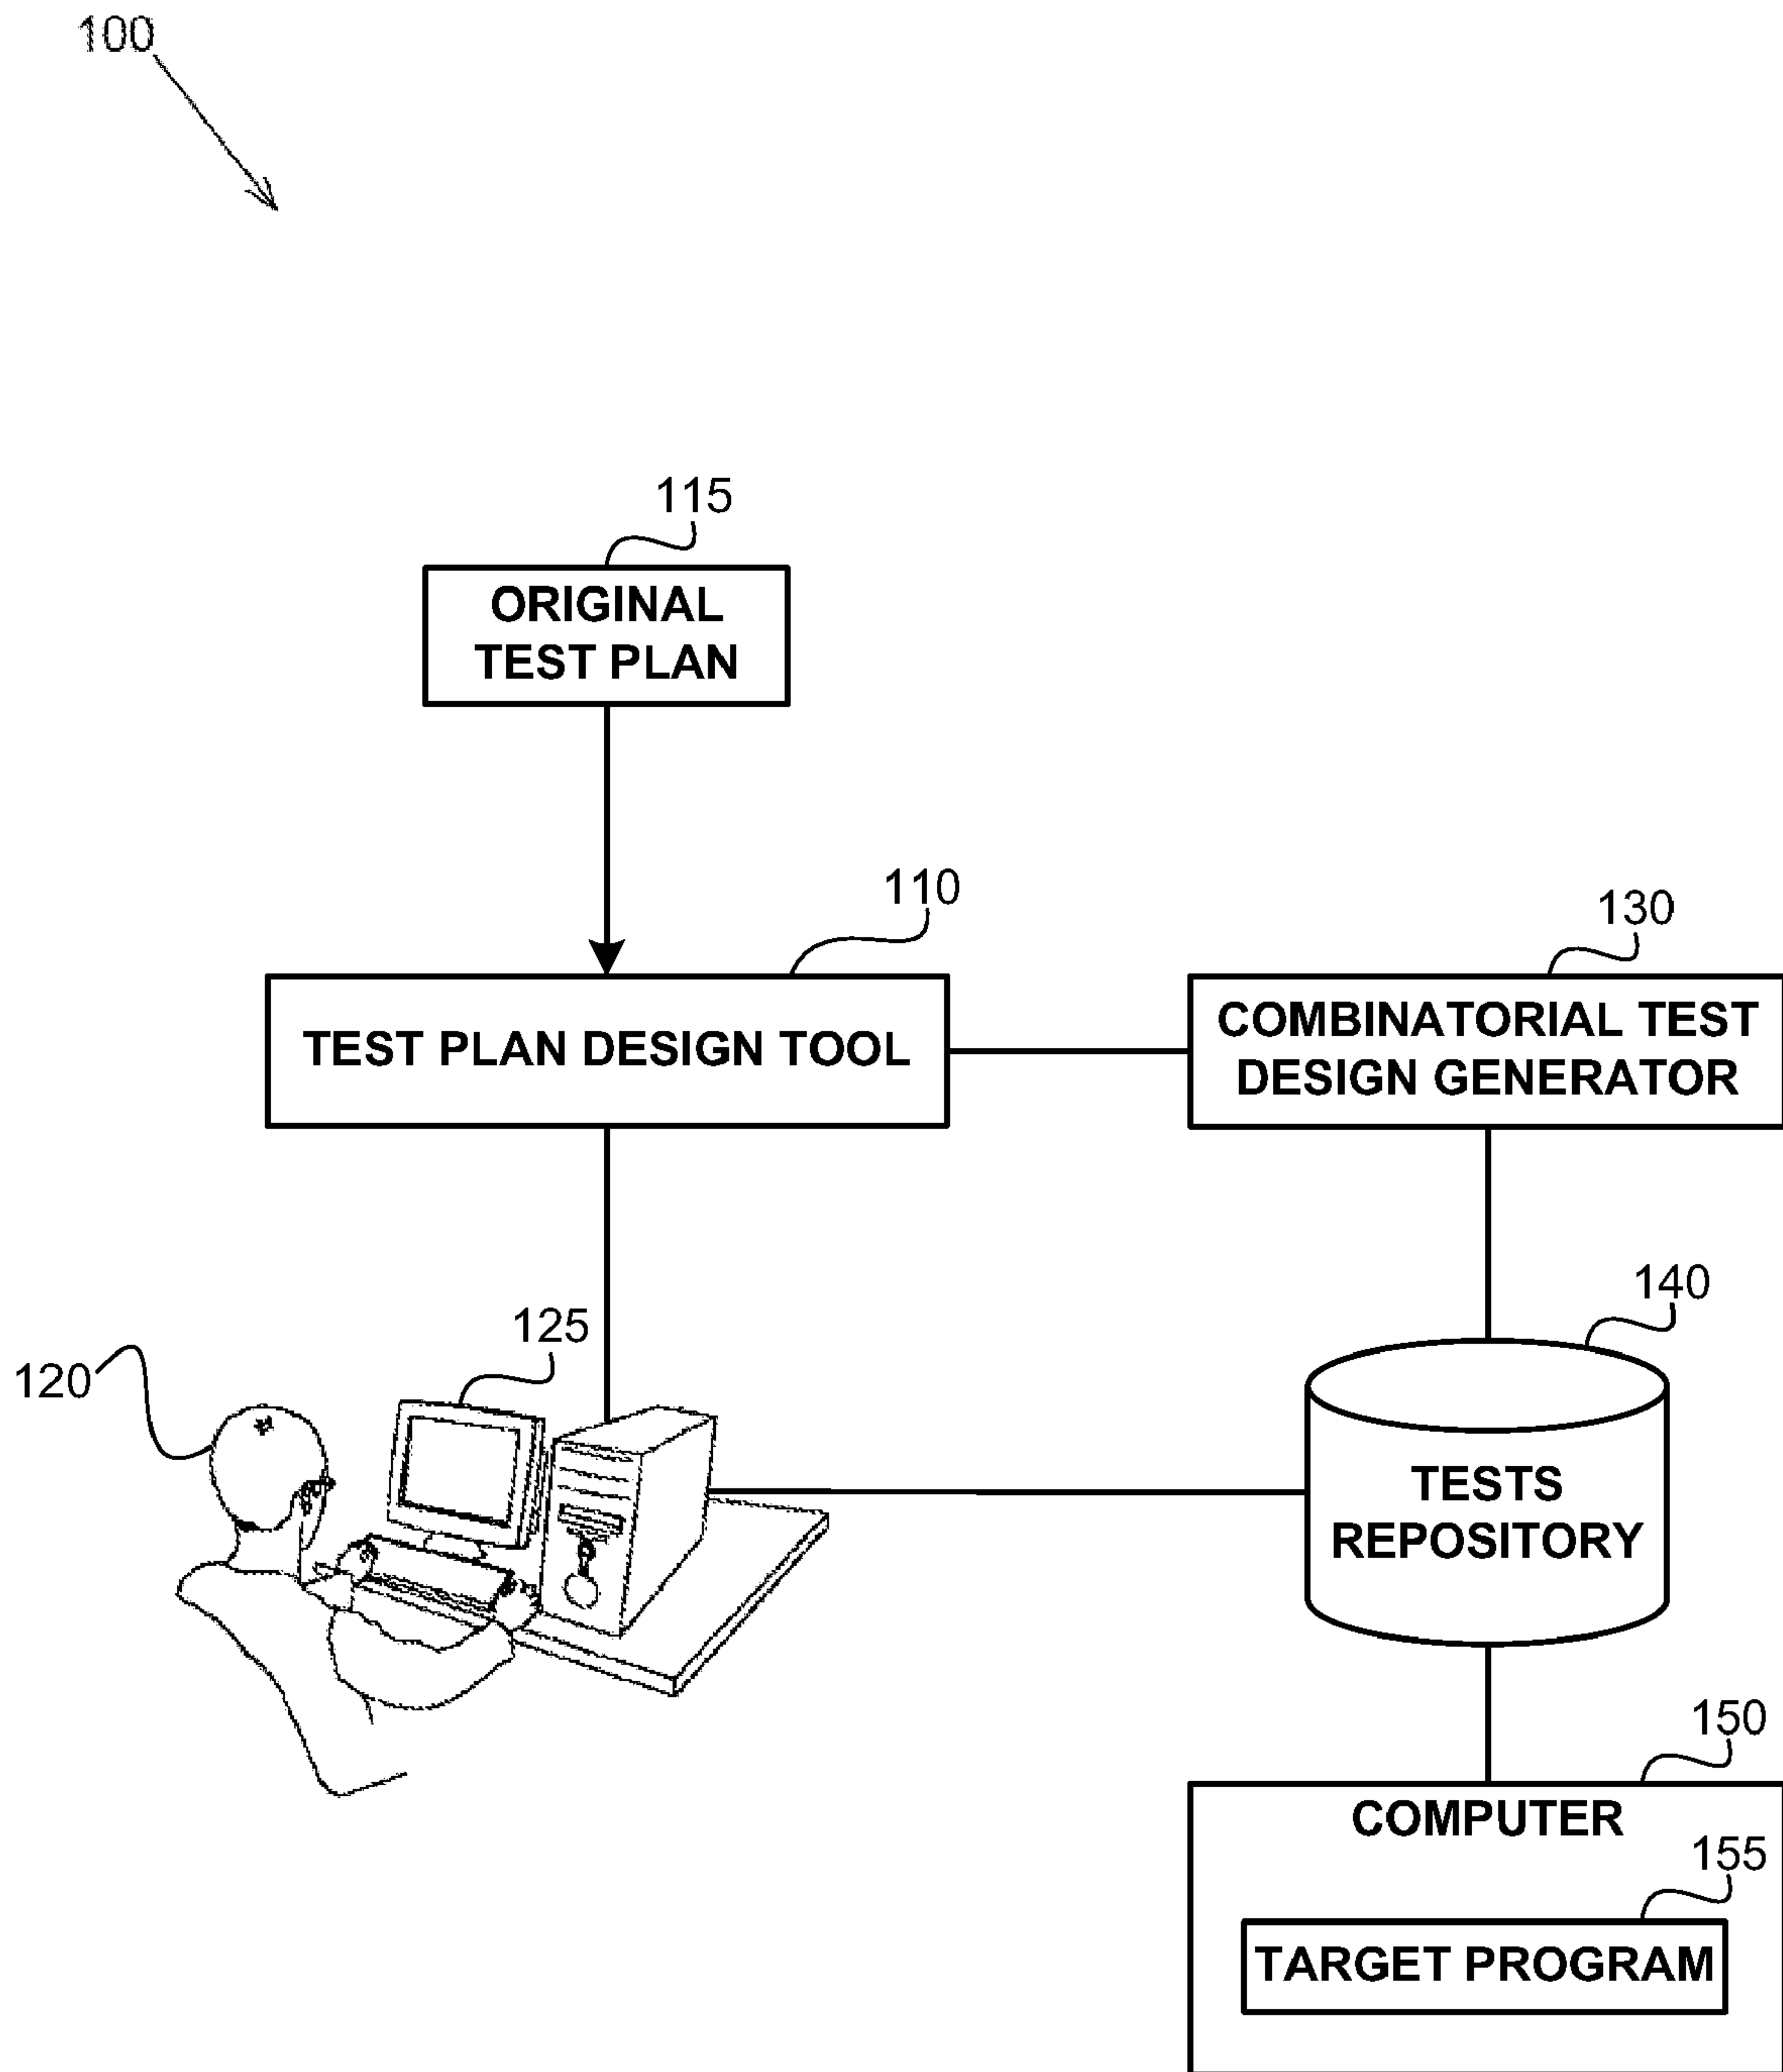 100
115
ORIGINAL
TEST PLAN
110
130
TEST PLAN DESIGN TOOL
COMBINATORIAL TEST
DESIGN GENERATOR
140
125
120
TESTS
REPOSITORY
150
COMPUTER
155
TARGET PROGRAM